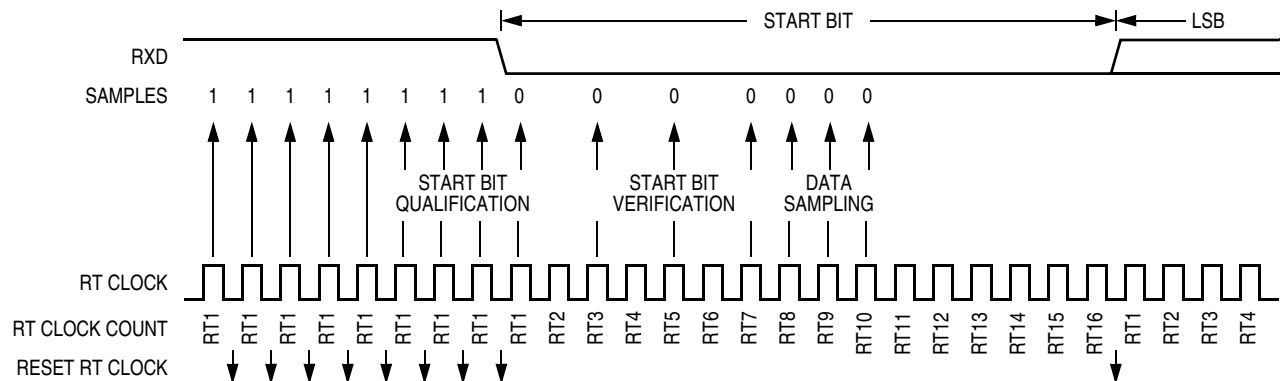 START BIT LSB
RXD
SAMPLES 1 1 1 1 1 1 1 1 0 0 0 0 0 0 0
START BIT QUALIFICATION
START BIT VERIFICATION
DATA SAMPLING
RT CLOCK
RT CLOCK COUNT RT1 RT1 RT1 RT1 RT1 RT1 RT1 RT1 RT1 RT2 RT3 RT4 RT5 RT6 RT7 RT8 RT9 RT10 RT11 RT12 RT13 RT14 RT15 RT16 RT1 RT2 RT3 RT4
RESET RT CLOCK